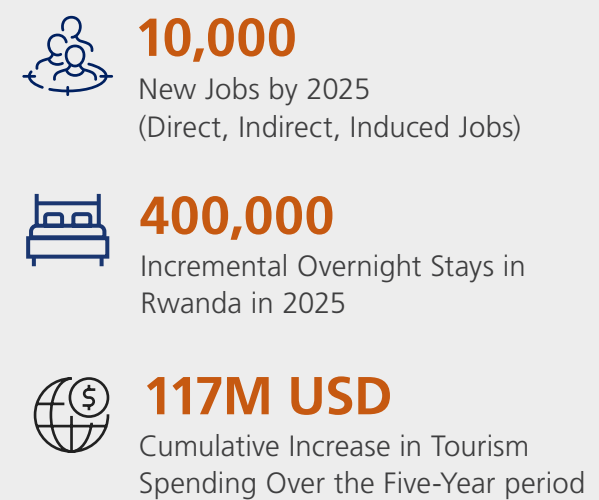 10,000
New Jobs by 2025
(Direct, Indirect, Induced Jobs)
400,000
Incremental Overnight Stays in
Rwanda in 2025
$
117M USD
Cumulative Increase in Tourism
Spending Over the Five-Year period